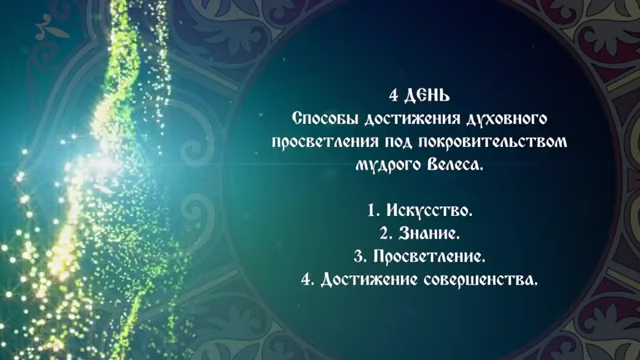 4 ДЕНЬ
Способы достижения духовного
просветления под покровительством
мудрого Велеса.
1. Искусство.
2. Знание.
3. Просветление.
4. Достижение совершенства.